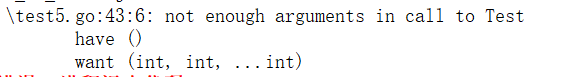 \test5.go:43:6: not enough arguments in call to Test
have ()
want (int, int, ...int)